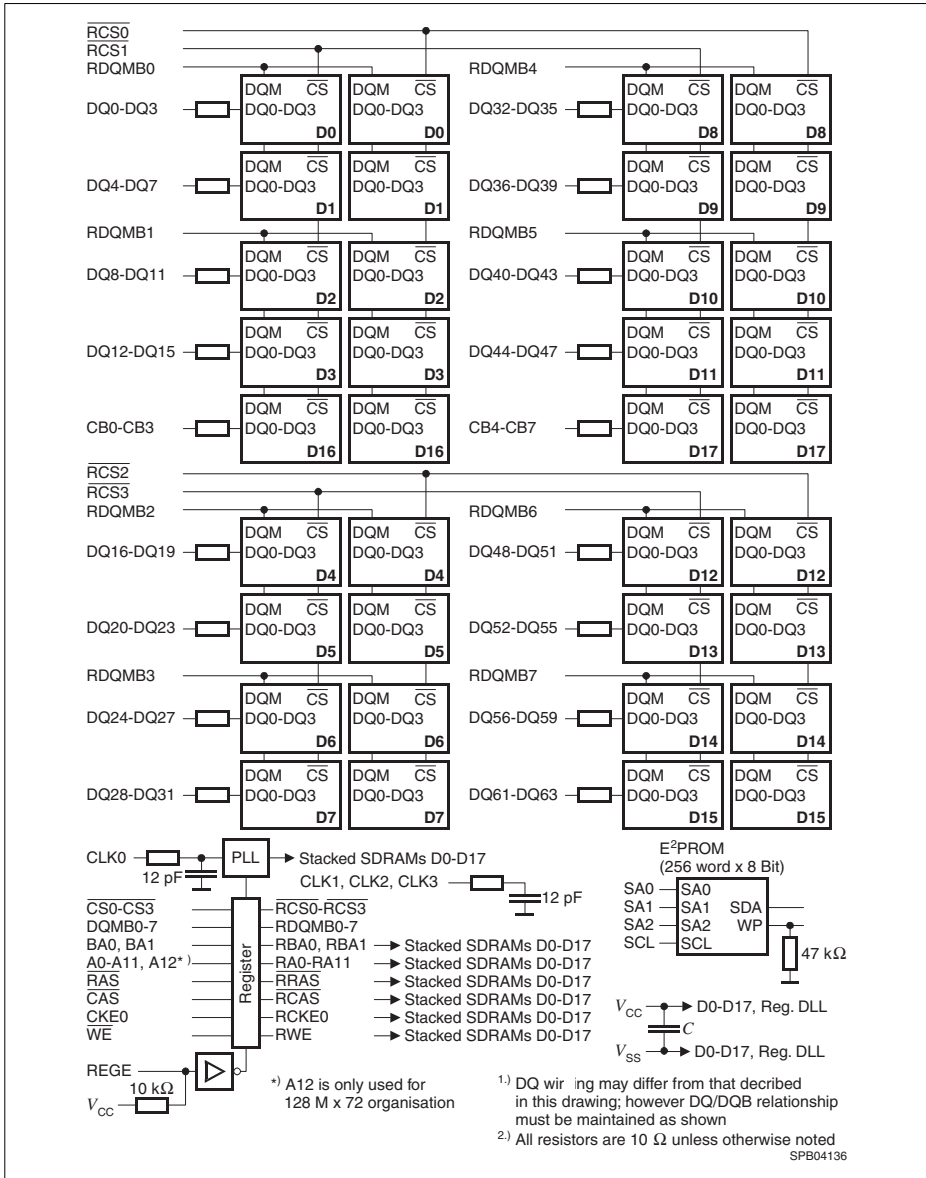 RCS0
RCS1
RDQMB0 RDQMB4
DQM CS DQM CS DQM CS DQM CS
DQ0-DQ3 DQ0-DQ3 DQ0-DQ3 DQ32-DQ35 DQ0-DQ3 DQ0-DQ3
D0 D0 D8 D8
DQM CS DQM CS DQM CS DQM CS
DQ4-DQ7 DQ0-DQ3 DQ0-DQ3 DQ36-DQ39 DQ0-DQ3 DQ0-DQ3
D1 D1 D9 D9
RDQMB1 RDQMB5
DQM CS DQM CS DQM CS DQM CS
DQ8-DQ11 DQ0-DQ3 DQ0-DQ3 DQ40-DQ43 DQ0-DQ3 DQ0-DQ3
D2 D2 D10 D10
DQM CS DQM CS DQM CS DQM CS
DQ12-DQ15 DQ0-DQ3 DQ0-DQ3 DQ44-DQ47 DQ0-DQ3 DQ0-DQ3
D3 D3 D11 D11
DQM CS DQM CS DQM CS DQM CS
CB0-CB3 DQ0-DQ3 DQ0-DQ3 CB4-CB7 DQ0-DQ3 DQ0-DQ3
D16 D16 D17 D17
RCS2
RCS3
RDQMB2 RDQMB6
DQM CS DQM CS DQM CS DQM CS
DQ16-DQ19 DQ0-DQ3 DQ0-DQ3 DQ48-DQ51 DQ0-DQ3 DQ0-DQ3
D4 D4 D12 D12
DQM CS DQM CS DQM CS DQM CS
DQ20-DQ23 DQ0-DQ3 DQ0-DQ3 DQ52-DQ55 DQ0-DQ3 DQ0-DQ3
D5 D5 D13 D13
RDQMB3 RDQMB7
DQM CS DQM CS DQM CS DQM CS
DQ24-DQ27 DQ0-DQ3 DQ0-DQ3 DQ56-DQ59 DQ0-DQ3 DQ0-DQ3
D6 D6 D14 D14
DQM CS DQM CS DQM CS DQM CS
DQ28-DQ31 DQ0-DQ3 DQ0-DQ3 DQ61-DQ63 DQ0-DQ3 DQ0-DQ3
D7 D7 D15 D15
CLK0 PLL Stacked SDRAMs D0-D17
12 pF
CLK1, CLK2, CLK3
12 pF
CS0-CS3 RCS0-RCS3
DQMB0-7 RDQMB0-7
BA0, BA1 RBA0, RBA1 Stacked SDRAMs D0-D17
A0-A11, A12*) RA0-RA11 Stacked SDRAMs D0-D17
RAS RRAS Stacked SDRAMs D0-D17
CAS RCAS Stacked SDRAMs D0-D17
CKE0 RCKE0 Stacked SDRAMs D0-D17
WE RWE Stacked SDRAMs D0-D17
Register
REGE
10 kΩ
VCC
E²PROM
(256 word x 8 Bit)
SA0 SA0
SA1 SA1 SDA
SA2 SA2 WP
SCL SCL
47 kΩ
VCC D0-D17, Reg. DLL
C
VSS D0-D17, Reg. DLL
*) A12 is only used for
128 M x 72 organisation
1.) DQ wir ing may differ from that decribed
in this drawing; however DQ/DQB relationship
must be maintained as shown
2.) All resistors are 10 Ω unless otherwise noted
SPB04136